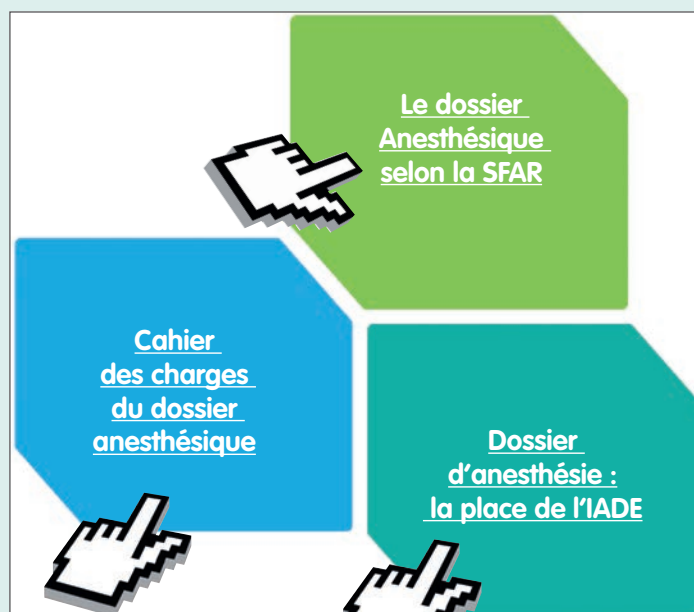 Le dossier
Anesthésique
selon la SFAR
Cahier
des charges
du dossier
anesthésique
Dossier
d'anesthésie :
la place de l'IADE